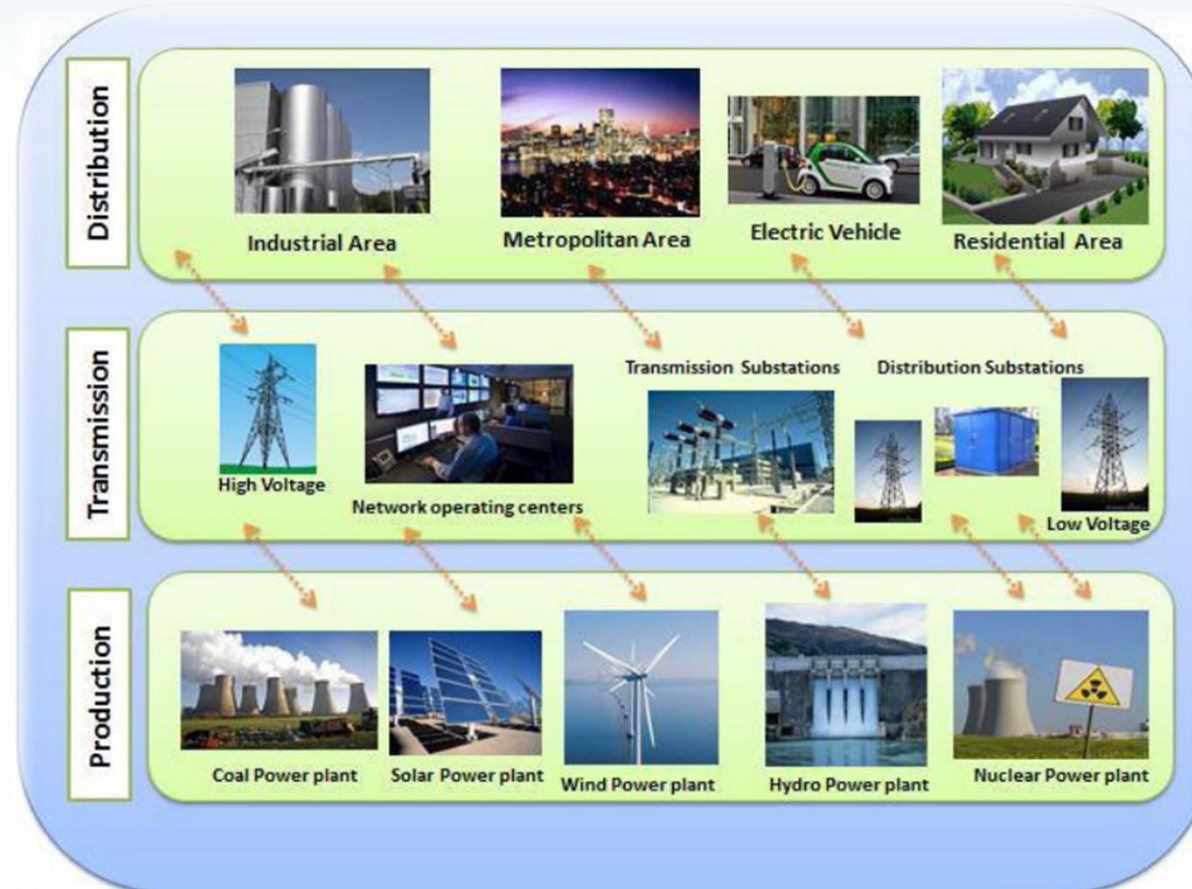 Distribution
Industrial Area
Metropolitan Area
Electric Vehicle
Residential Area
Transmission
High Voltage
Network operating centers
Transmission Substations
Distribution Substations
Low Voltage
Production
Coal Power plant
Solar Power plant
Wind Power plant
Hydro Power plant
Nuclear Power plant